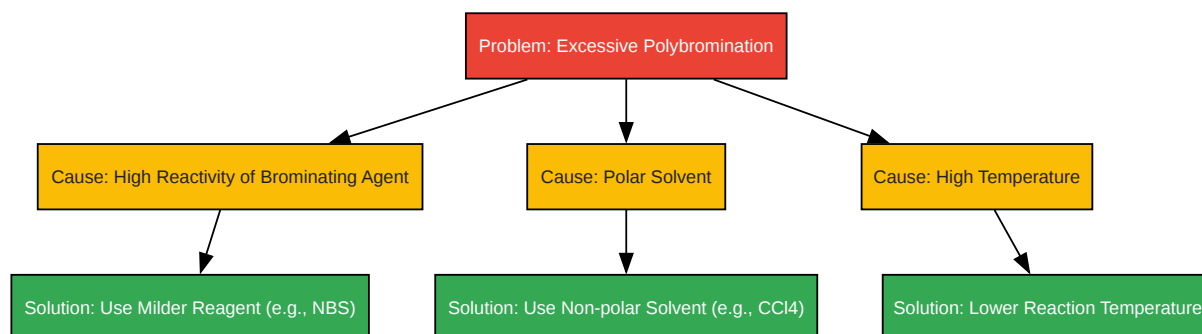 Problem: Excessive Polybromination
Cause: High Reactivity of Brominating Agent
Cause: Polar Solvent
Cause: High Temperature
Solution: Use Milder Reagent (e.g., NBS)
Solution: Use Non-polar Solvent (e.g., CCl4)
Solution: Lower Reaction Temperature